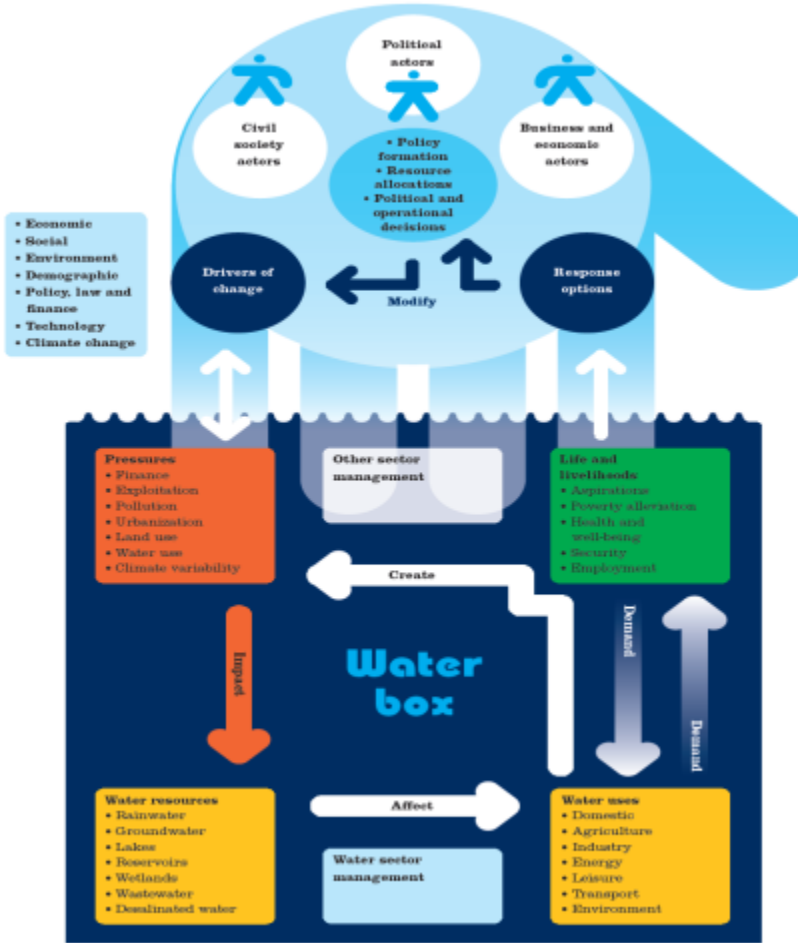 Political
actors
Civil
society
actors
Business and
economic
actors
• Policy
formation
• Resource
allocations
• Political and
operational
decisions
• Economic
• Social
• Environment
• Demographic
• Policy, law and
finance
• Technology
• Climate change
Drivers of
change
Modify
Response
options
Pressures
• Finance
• Exploitation
• Pollution
• Urbanization
• Land use
• Water use
• Climate variability
Other sector
management
Life and
livelihoods
• Aspirations
• Poverty alleviation
• Health and
well-being
• Security
• Employment
Create
Impact
Water
box
Demand
Demand
Water resources
• Rainwater
• Groundwater
• Lakes
• Reservoirs
• Wetlands
• Wastewater
• Desalinated water
Affect
Water sector
management
Water uses
• Domestic
• Agriculture
• Industry
• Energy
• Leisure
• Transport
• Environment